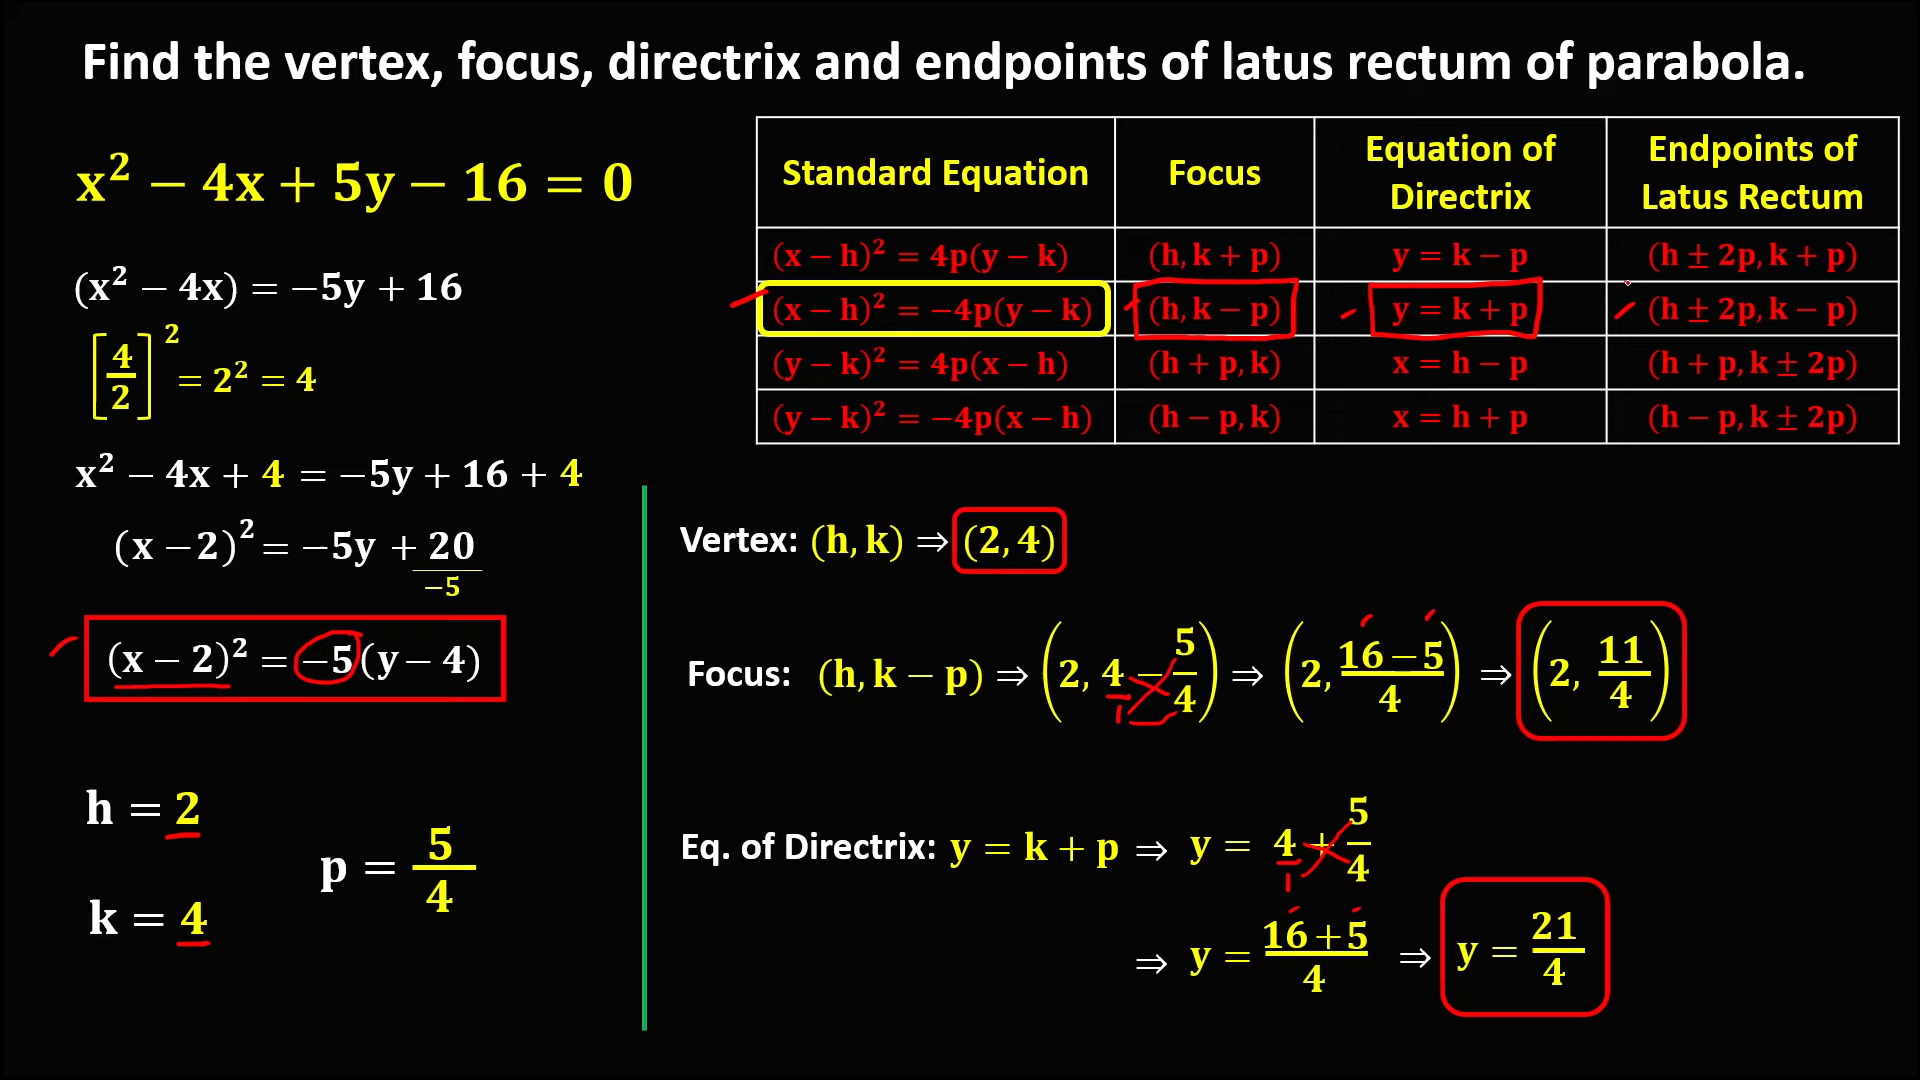 Find the vertex, focus, directrix and endpoints of latus rectum of parabola.
x² − 4x + 5y − 16 = 0
(x² − 4x) = −5y + 16
[4/2]² = 2² = 4
x² − 4x + 4 = −5y + 16 + 4
(x − 2)² = −5y + 20
−5
(x − 2)² = −5(y − 4)
h = 2
k = 4
p = 5/4
Standard Equation | Focus | Equation of Directrix | Endpoints of Latus Rectum
(x − h)² = 4p(y − k) | (h, k + p) | y = k − p | (h ± 2p, k + p)
(x − h)² = −4p(y − k) | (h, k − p) | y = k + p | (h ± 2p, k − p)
(y − k)² = 4p(x − h) | (h + p, k) | x = h − p | (h + p, k ± 2p)
(y − k)² = −4p(x − h) | (h − p, k) | x = h + p | (h − p, k ± 2p)
Vertex: (h, k) ⇒ (2, 4)
Focus: (h, k − p) ⇒ (2, 4 − 5/4) ⇒ (2, (16 − 5)/4) ⇒ (2, 11/4)
1
Eq. of Directrix: y = k + p ⇒ y = 4 + 5/4
1
⇒ y = (16 + 5)/4 ⇒ y = 21/4